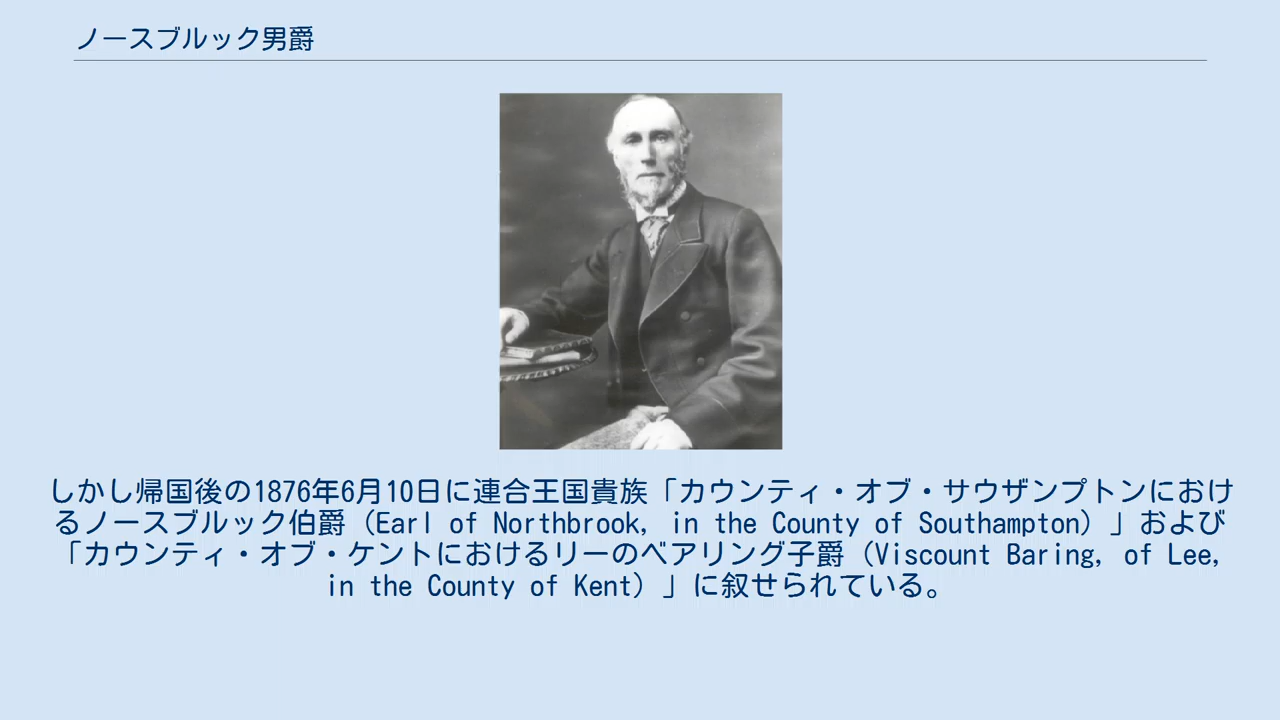 ノースブルック男爵
しかし帰国後の1876年6月10日に連合王国貴族「カウンティ・オブ・サウザンプトンにおけ
るノースブルック伯爵（Earl of Northbrook, in the County of Southampton）」および
「カウンティ・オブ・ケントにおけるリーのベアリング子爵（Viscount Baring, of Lee,
in the County of Kent）」に叙せられている。